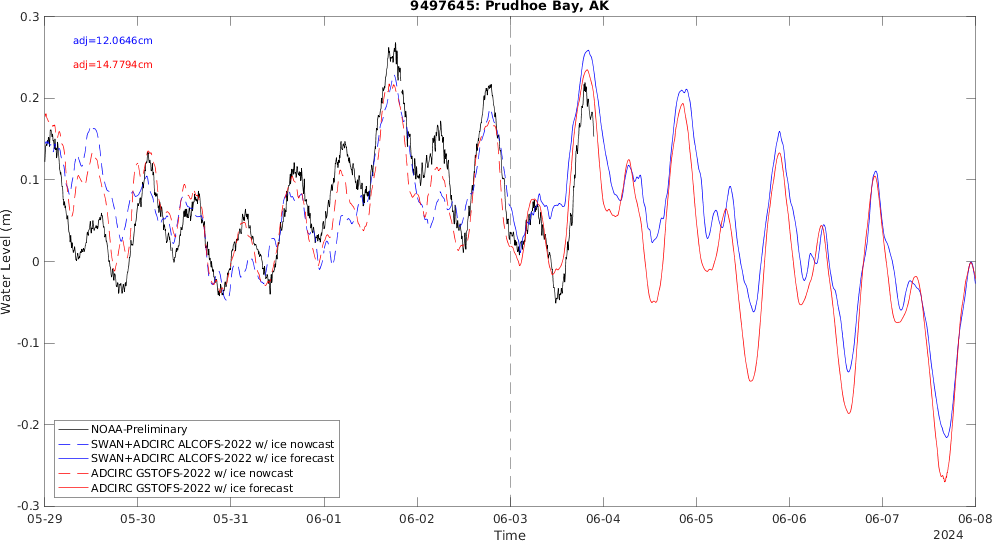 9497645: Prudhoe Bay, AK
adj=12.0646cm
adj=14.7794cm
0.3
0.2
0.1
0
-0.1
-0.2
-0.3
Water Level (m)
NOAA-Preliminary
SWAN+ADCIRC ALCOFS-2022 w/ ice nowcast
SWAN+ADCIRC ALCOFS-2022 w/ ice forecast
ADCIRC GSTOFS-2022 w/ ice nowcast
ADCIRC GSTOFS-2022 w/ ice forecast
05-29 05-30 05-31 06-01 06-02 06-03 06-04 06-05 06-06 06-07 06-08
Time
2024